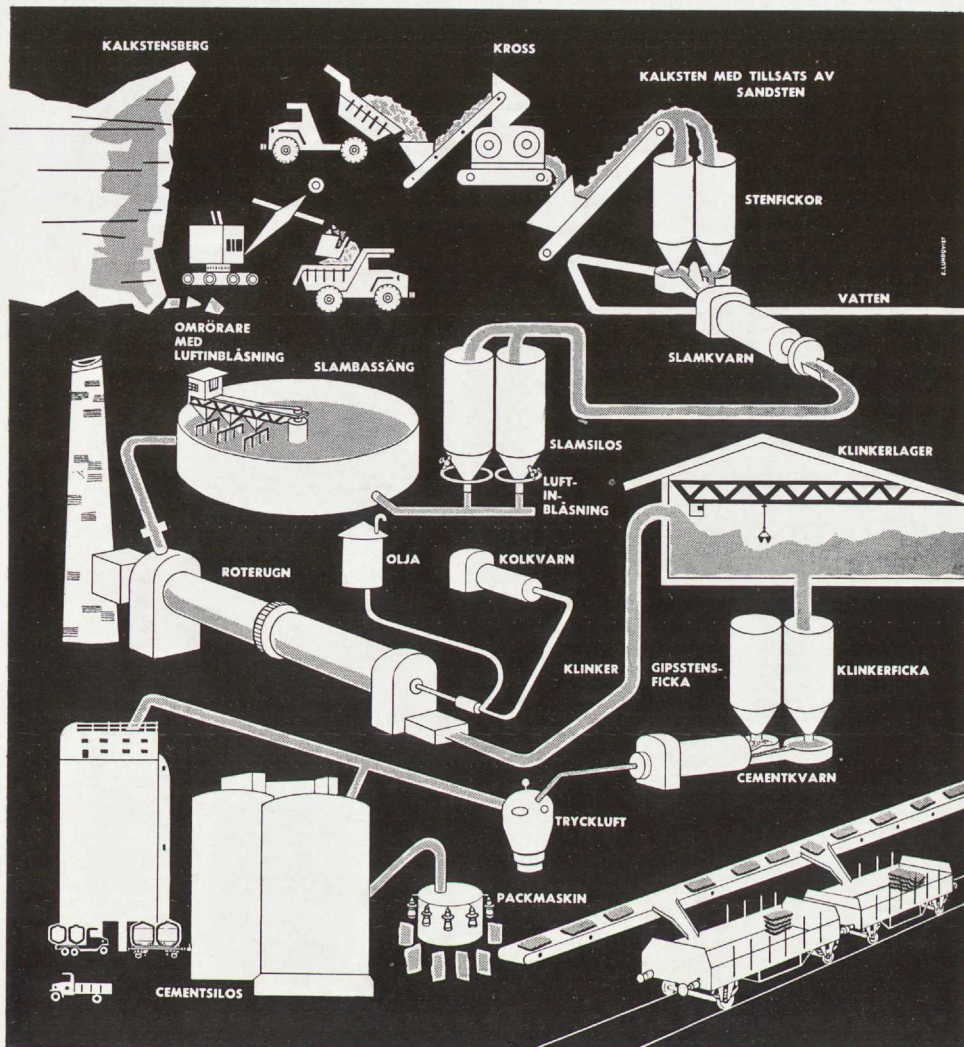 KALKSTENSBERG
KROSS
KALKSTEN MED TILLSATS AV
SANDSTEN
STENFICKOR
E. LUNDQVIST
VATTEN
OMRÖRARE
MED
LUFTINBLÅSNING
SLAMBASSÄNG
SLAMKVARN
SLAMSILOS
KLINKERLAGER
LUFT-
IN-
BLÅSNING
OLJA
KOLKVARN
ROTERUGN
KLINKER
GIPSSTENS-
FICKA
KLINKERFICKA
CEMENTKVARN
TRYCKLUFT
PACKMASKIN
CEMENTSILOS